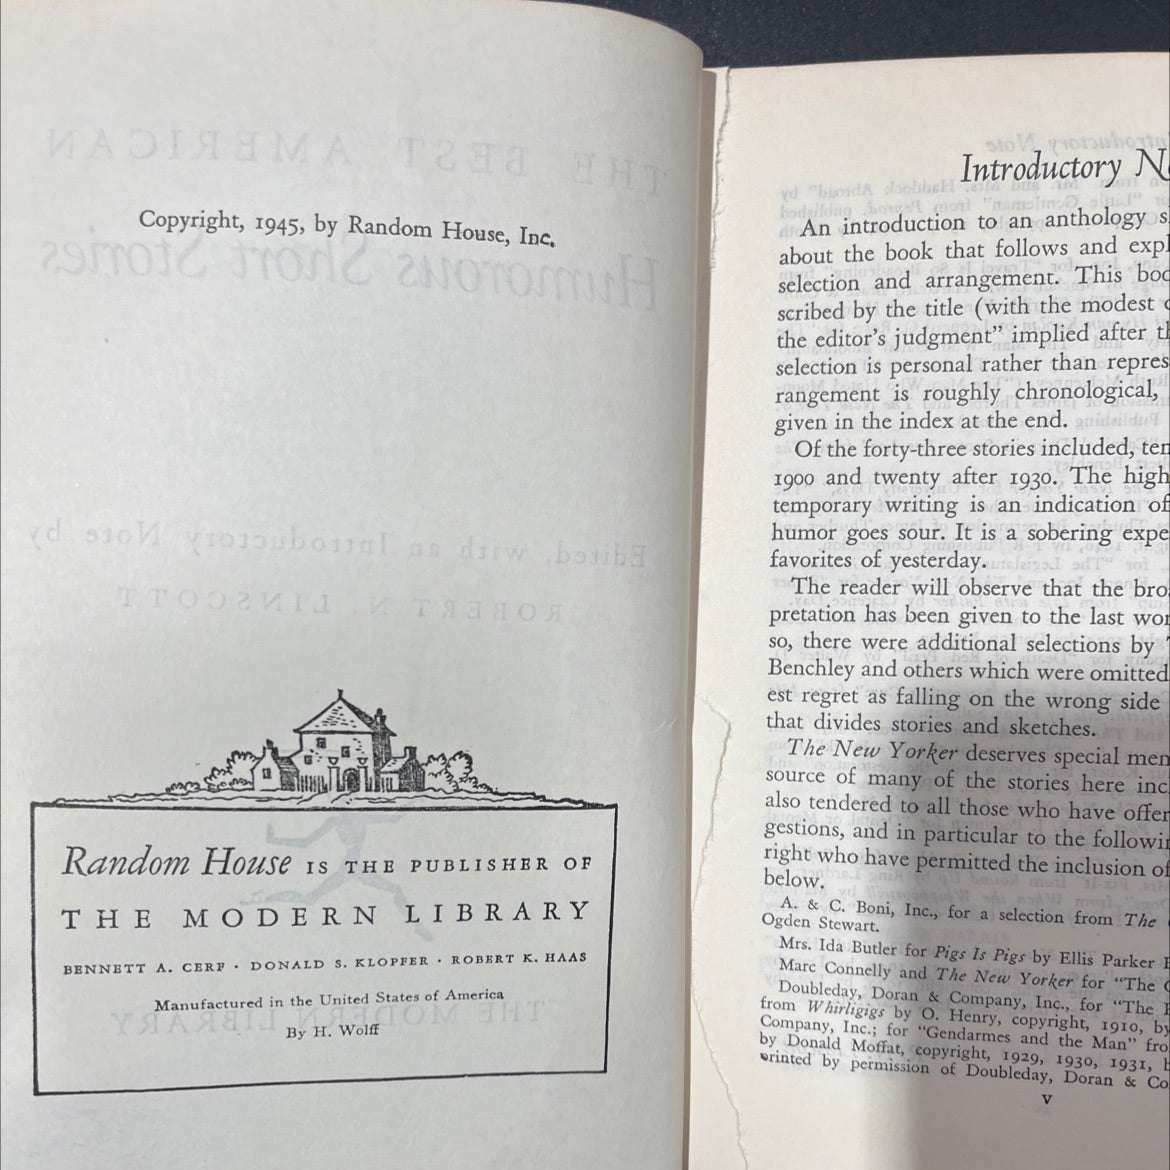 Copyright, 1945, by Random House, Inc.
Random House IS THE PUBLISHER OF
THE MODERN LIBRARY
BENNETT A. CERF · DONALD S. KLOPFER · ROBERT K. HAAS
Manufactured in the United States of America
By H. Wolff
Introductory N
An introduction to an anthology s
about the book that follows and expl
selection and arrangement. This bod
scribed by the title (with the modest
the editor's judgment” implied after th
selection is personal rather than repres
rangement is roughly chronological,
given in the index at the end.
Of the forty-three stories included, ten
1900 and twenty after 1930. The high
temporary writing is an indication of
humor goes sour. It is a sobering expe
favorites of yesterday.
The reader will observe that the bro
pretation has been given to the last wor
so, there were additional selections by
Benchley and others which were omitted
est regret as falling on the wrong side
that divides stories and sketches.
The New Yorker deserves special men
source of many of the stories here inc
also tendered to all those who have offer
gestions, and in particular to the followin
right who have permitted the inclusion of
below.
A. & C. Boni, Inc., for a selection from The
Ogden Stewart.
Mrs. Ida Butler for Pigs Is Pigs by Ellis Parker B
Marc Connelly and The New Yorker for “The G
Doubleday, Doran & Company, Inc., for “The
from Whirligigs by O. Henry, copyright, 1910, by
Company, Inc.; for “Gendarmes and the Man” fro
by Donald Moffat, copyright, 1929, 1930, 1931, b
printed by permission of Doubleday, Doran & Co
v